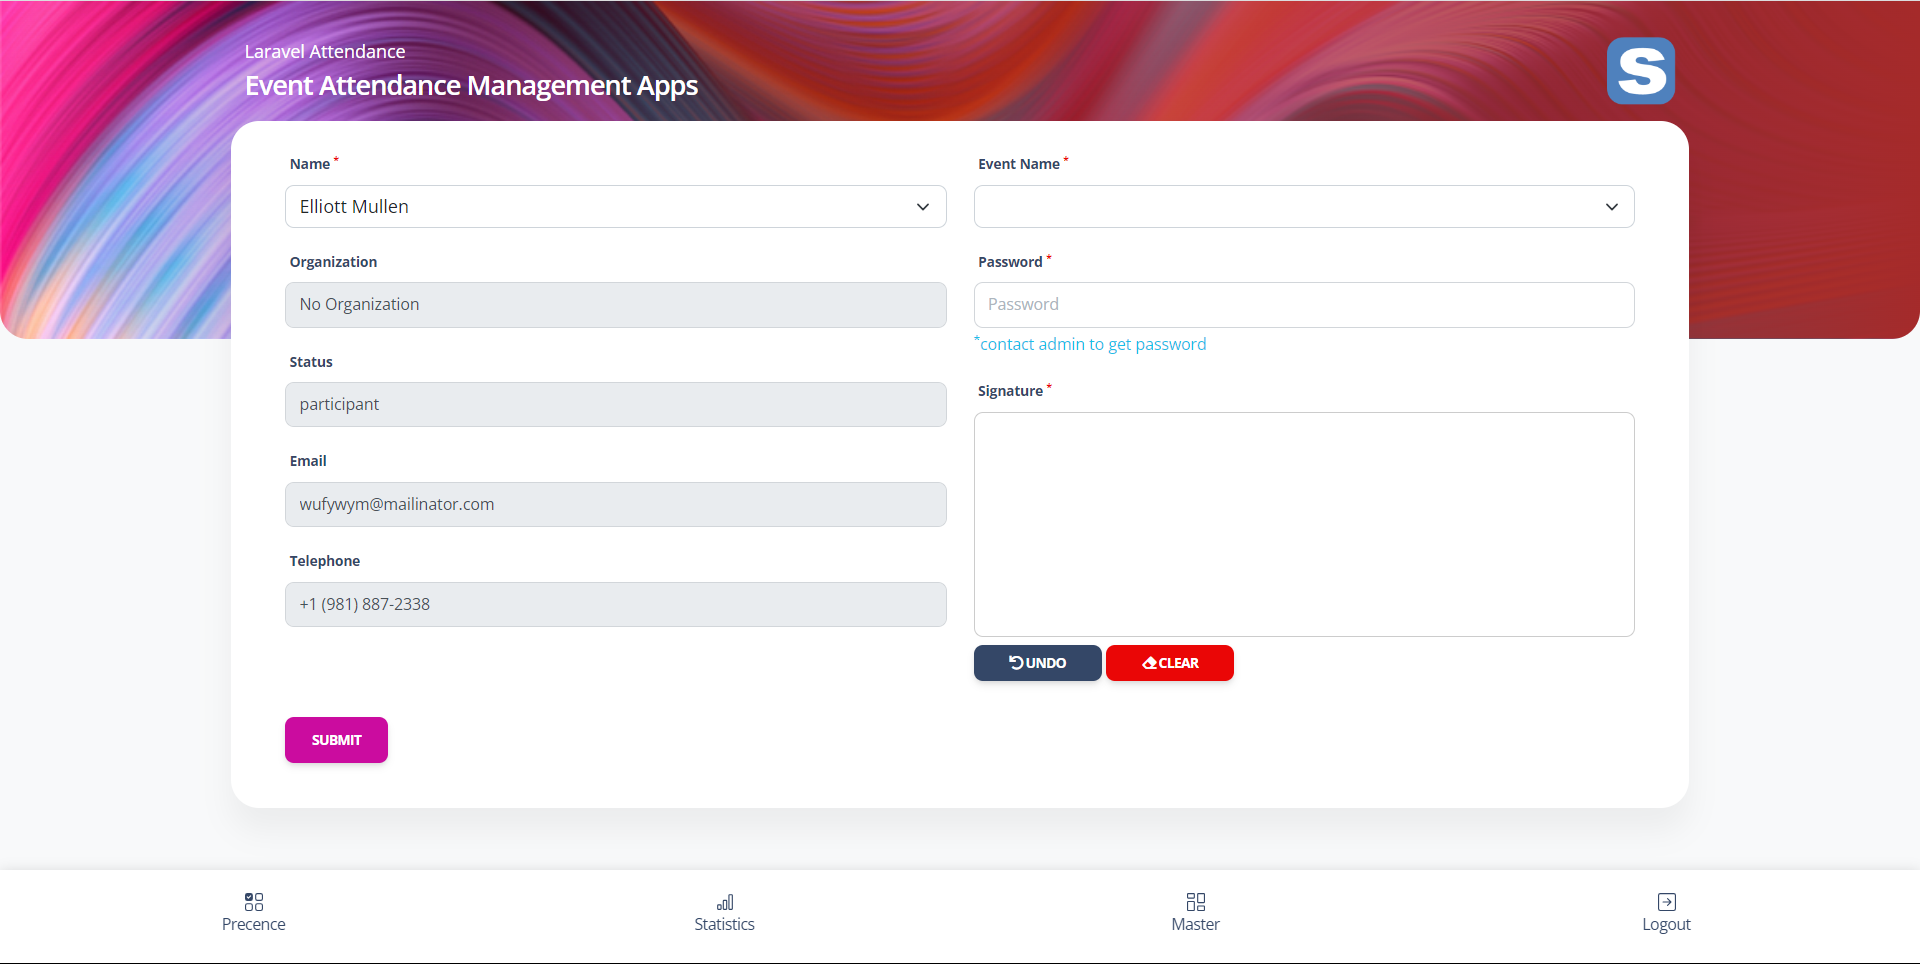 Laravel Attendance
Event Attendance Management Apps
S
Name *
Elliott Mullen
Organization
No Organization
Status
participant
Email
wufywym@mailinator.com
Telephone
+1 (981) 887-2338
Event Name *
Password *
Password
*contact admin to get password
Signature *
UNDO
CLEAR
SUBMIT
Precence
Statistics
Master
Logout